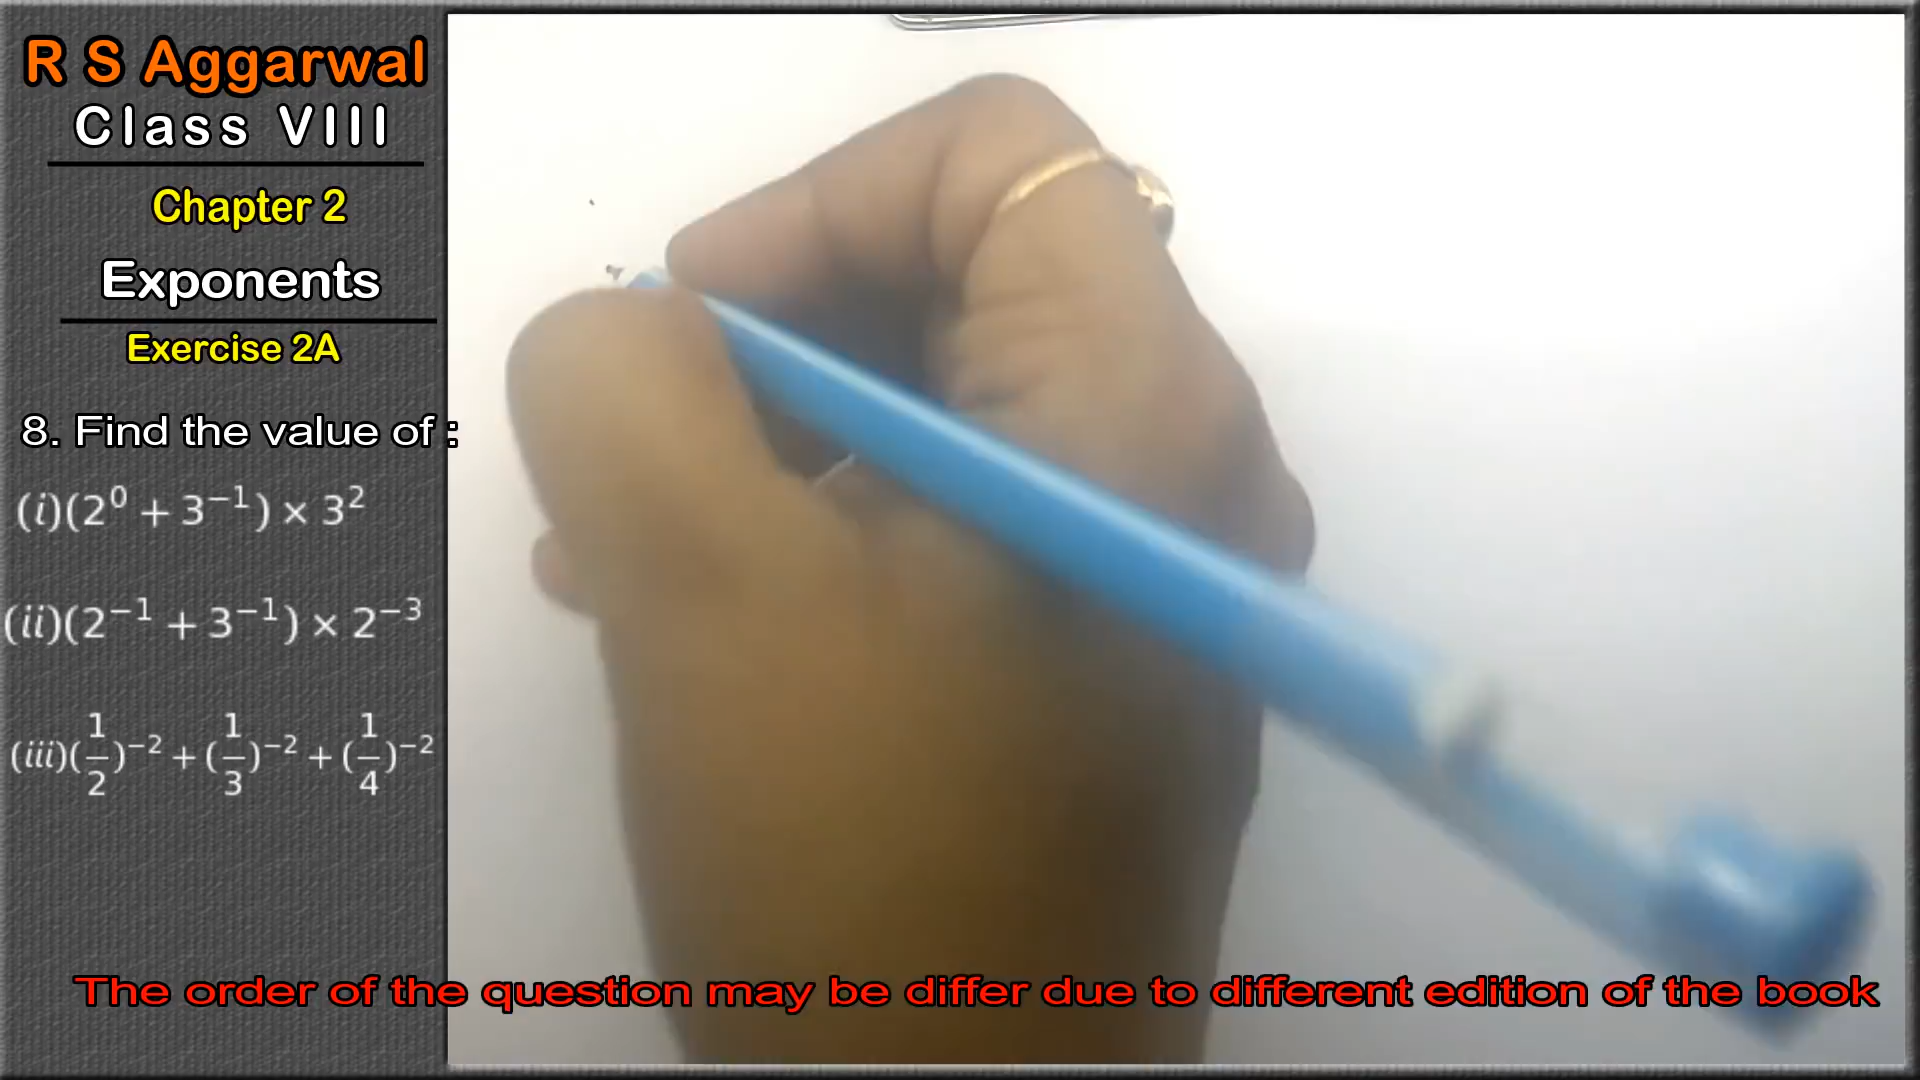 R S Aggarwal
Class VIII
Chapter 2
Exponents
Exercise 2A
8. Find the value of :
(i)(2⁰ + 3⁻¹) × 3²
(ii)(2⁻¹ + 3⁻¹) × 2⁻³
(iii)(1/2)⁻² + (1/3)⁻² + (1/4)⁻²
The order of the question may be differ due to different edition of the book